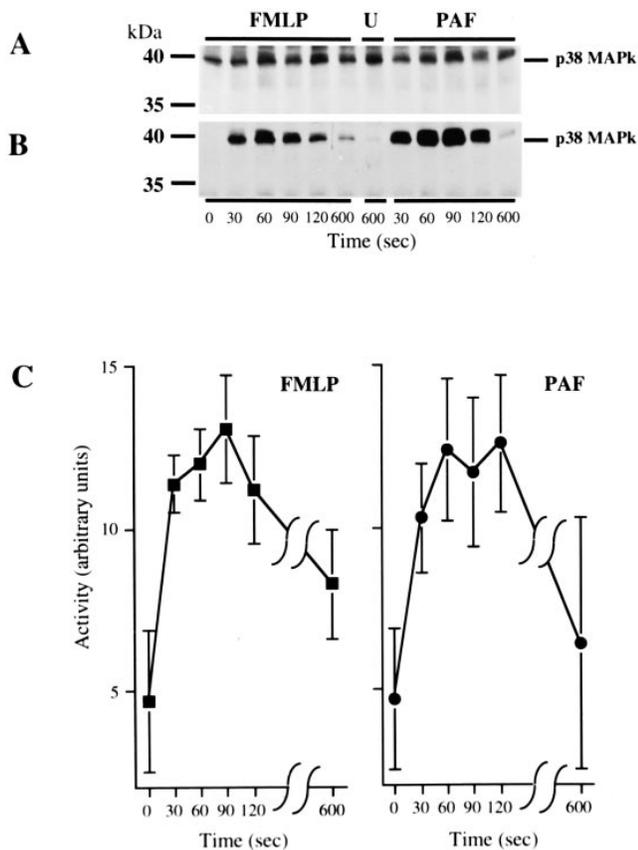 FMLP U PAF
kDa
A
40
p38 MAPk
35
B
40
p38 MAPk
35
0 30 60 90 120 600 600 30 60 90 120 600
Time (sec)
C
15
FMLP
PAF
10
5
Activity (arbitrary units)
0 30 60 90 120 600
0 30 60 90 120 600
Time (sec)
Time (sec)